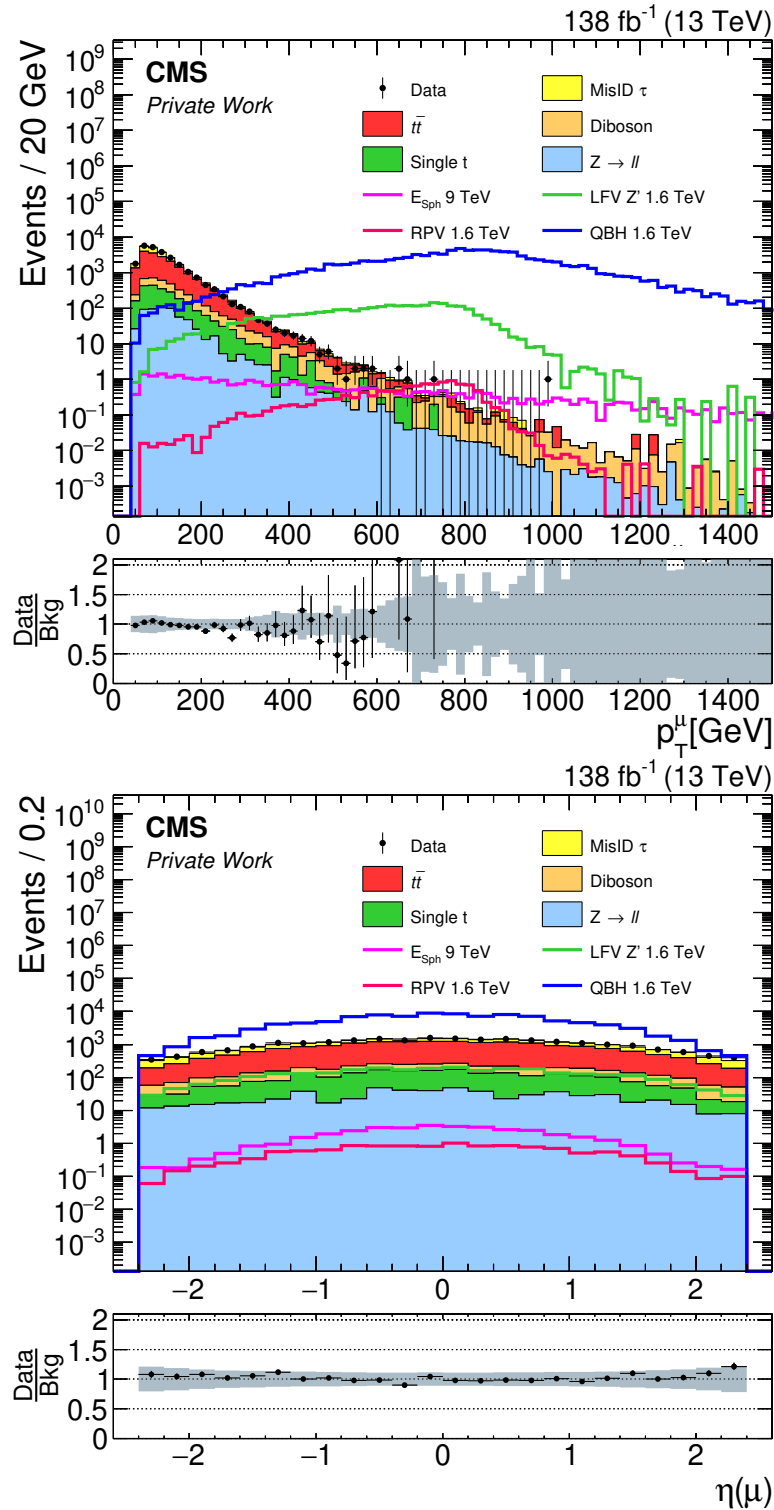 138 fb⁻¹ (13 TeV)
Events / 20 GeV
CMS
Private Work
Data
MisID τ
tt̄
Diboson
Single t
Z → ll
E_Sph 9 TeV
LFV Z' 1.6 TeV
RPV 1.6 TeV
QBH 1.6 TeV
10⁹
10⁸
10⁷
10⁶
10⁵
10⁴
10³
10²
10
1
10⁻¹
10⁻²
10⁻³
0 200 400 600 800 1000 1200 1400
Data
Bkg
2
1.5
1
0.5
0
0 200 400 600 800 1000 1200 1400
p_T^μ[GeV]
138 fb⁻¹ (13 TeV)
Events / 0.2
CMS
Private Work
Data
MisID τ
tt̄
Diboson
Single t
Z → ll
E_Sph 9 TeV
LFV Z' 1.6 TeV
RPV 1.6 TeV
QBH 1.6 TeV
10¹⁰
10⁹
10⁸
10⁷
10⁶
10⁵
10⁴
10³
10²
10
1
10⁻¹
10⁻²
10⁻³
−2 −1 0 1 2
Data
Bkg
2
1.5
1
0.5
0
−2 −1 0 1 2
η(μ)